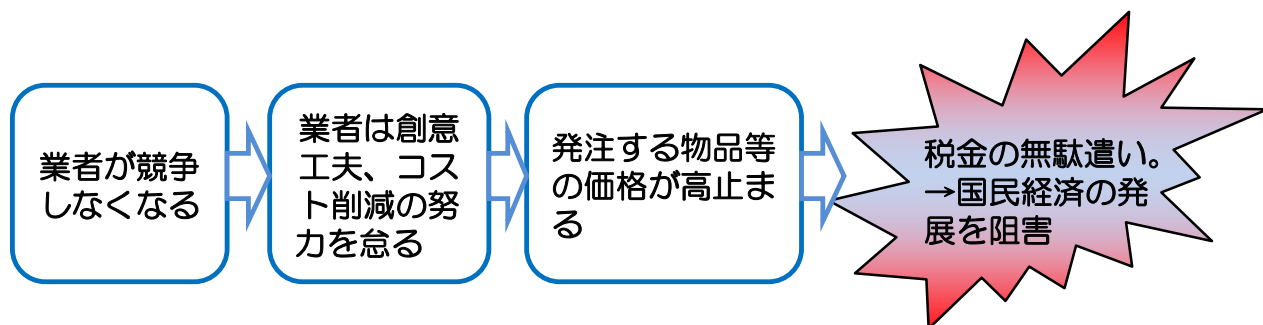 業者が競争
しなくなる
業者は創意
工夫、コス
ト削減の努
力を怠る
発注する物品等
の価格が高止ま
る
税金の無駄遣い。
→国民経済の発
展を阻害